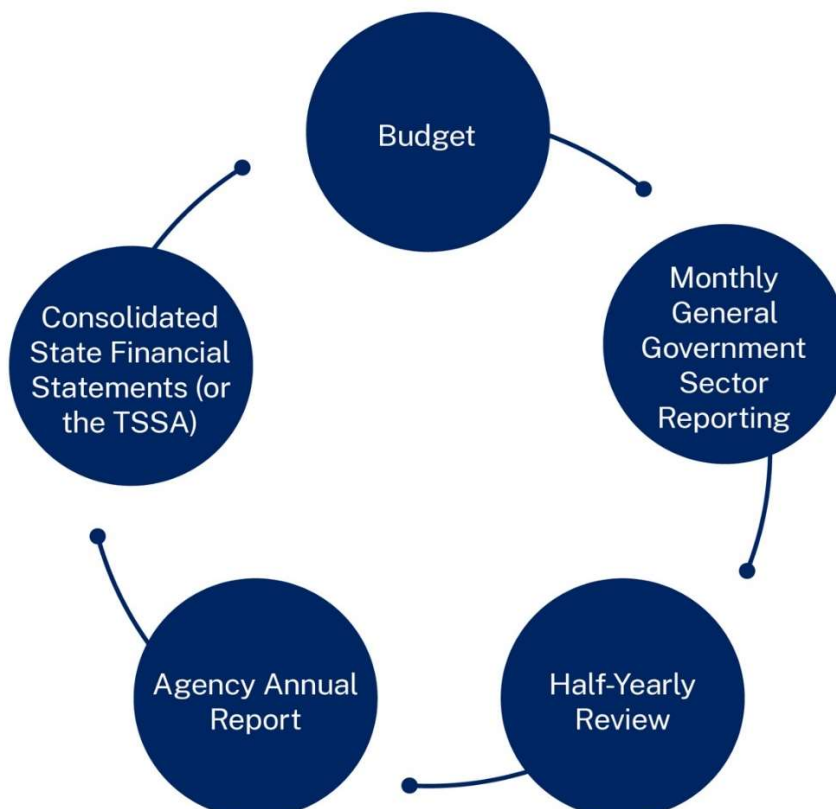 Budget
Monthly
General
Government
Sector
Reporting
Half-Yearly
Review
Agency Annual
Report
Consolidated
State Financial
Statements (or
the TSSA)